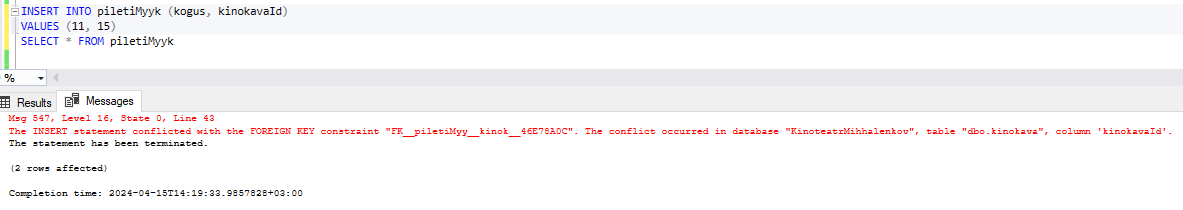 INSERT INTO piletiMyyk (kogus, kinokavaId)
VALUES (11, 15)
SELECT * FROM piletiMyyk
%
Results Messages
Msg 547, Level 16, State 0, Line 43
The INSERT statement conflicted with the FOREIGN KEY constraint "FK__piletiMyy__kinok__46E78A0C". The conflict occurred in database "KinoteatrMihhalenkov", table "dbo.kinokava", column 'kinokavaId'.
The statement has been terminated.
(2 rows affected)
Completion time: 2024-04-15T14:19:33.9857828+03:00